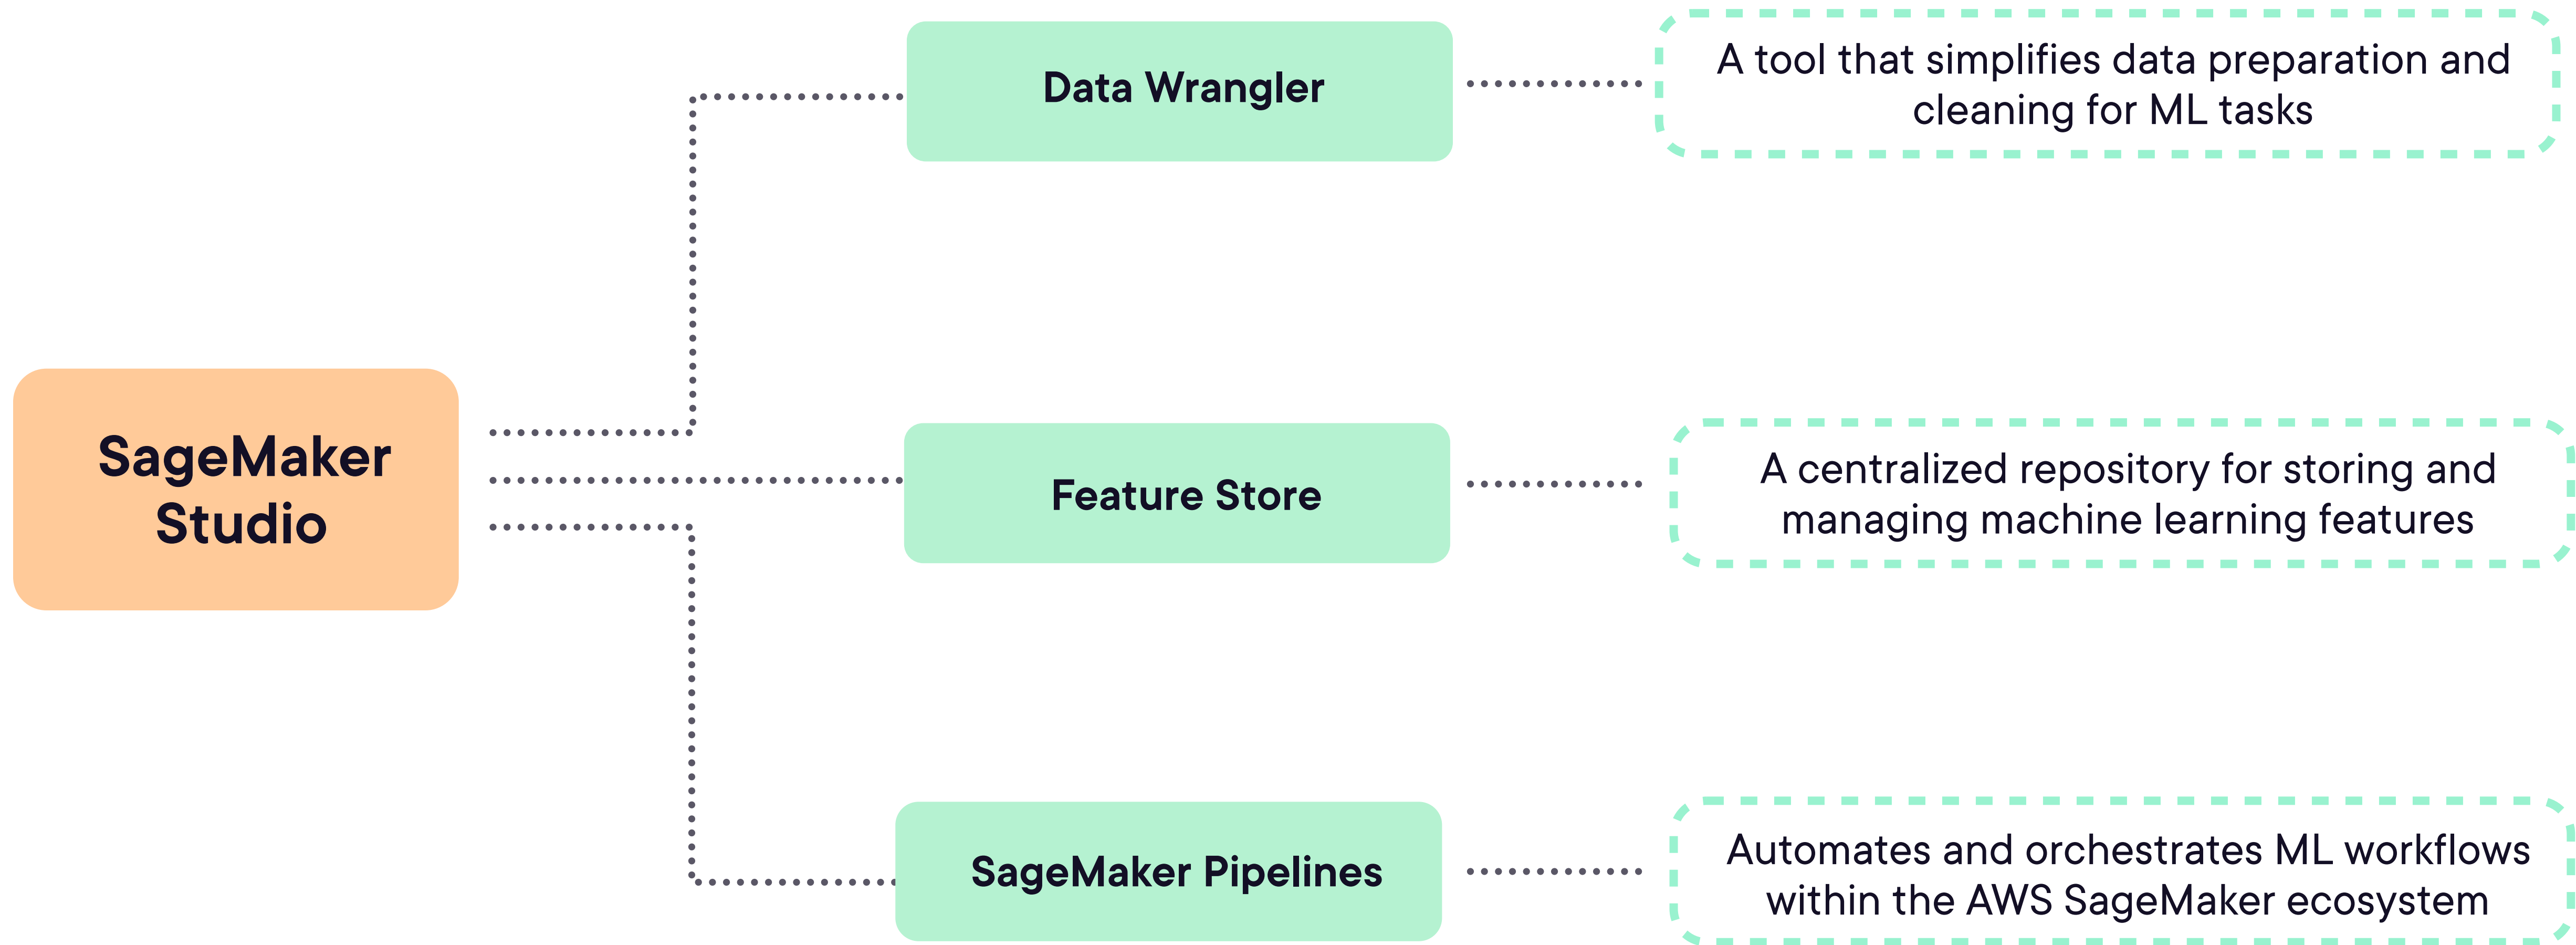 Data Wrangler
A tool that simplifies data preparation and
cleaning for ML tasks
SageMaker
Studio
Feature Store
A centralized repository for storing and
managing machine learning features
SageMaker Pipelines
Automates and orchestrates ML workflows
within the AWS SageMaker ecosystem